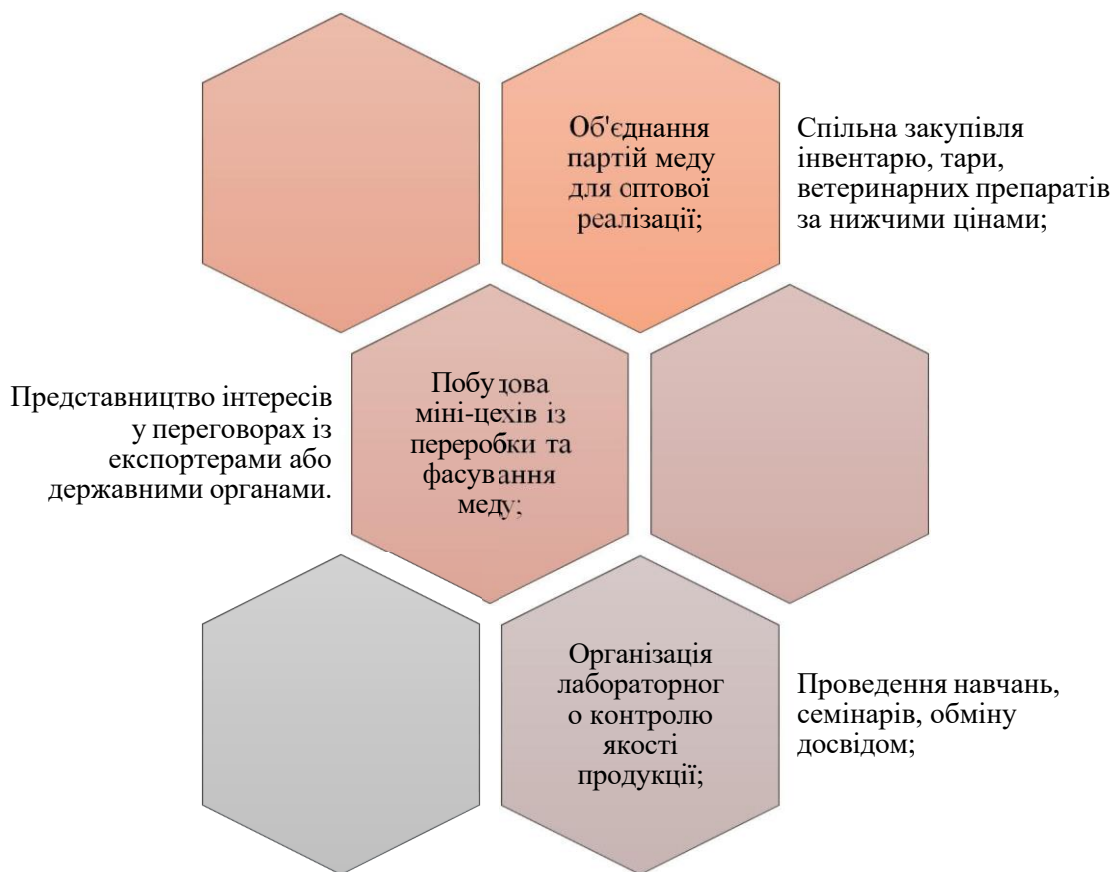 Об'єднання
партій меду
для оптової
реалізації;
Спільна закупівля
інвентарю, тари,
ветеринарних препаратів
за нижчими цінами;
Представництво інтересів
у переговорах із
експортерами або
державними органами.
Побудова
міні-цехів із
переробки та
фасування
меду;
Організація
лабораторног
о контролю
якості
продукції;
Проведення навчань,
семінарів, обміну
досвідом;